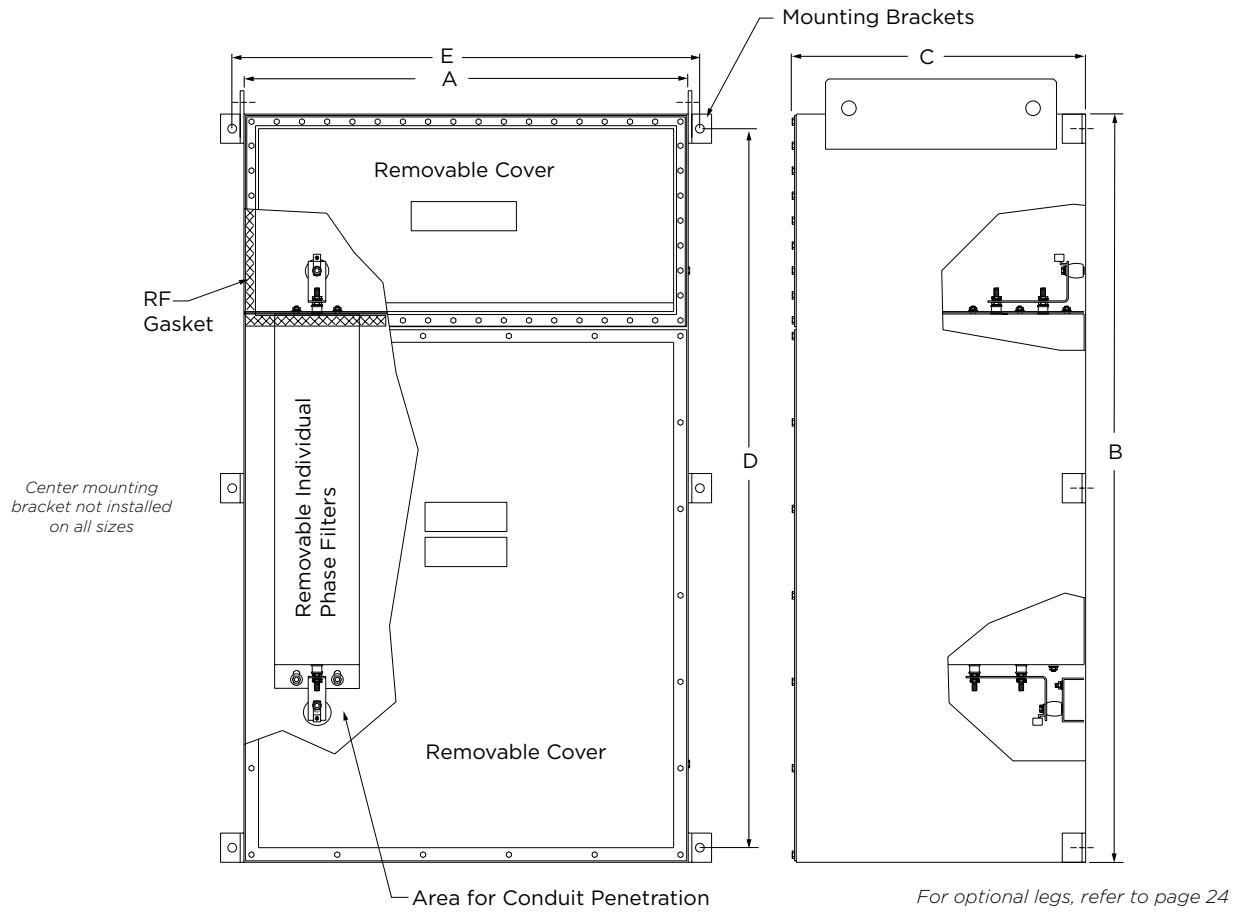 Mounting Brackets
E
A
C
Removable Cover
RF
Gasket
Removable Individual
Phase Filters
D
B
Center mounting
bracket not installed
on all sizes
Removable Cover
Area for Conduit Penetration
For optional legs, refer to page 24